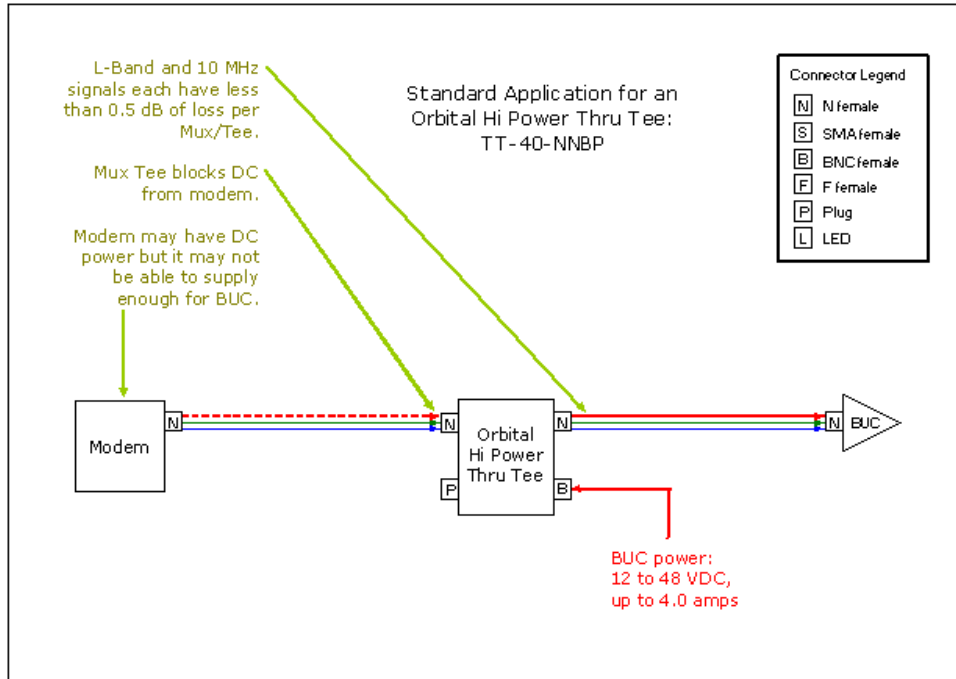 L-Band and 10 MHz
signals each have less
than 0.5 dB of loss per
Mux/Tee.
Standard Application for an
Orbital Hi Power Thru Tee:
TT-40-NNBP
Connector Legend
N N female
S SMA female
B BNC female
F F female
P Plug
L LED
Mux Tee blocks DC
from modem.
Modem may have DC
power but it may not
be able to supply
enough for BUC.
Modem
N
N
Orbital
Hi Power
Thru Tee
N
P
B
N
BUC
BUC power:
12 to 48 VDC,
up to 4.0 amps